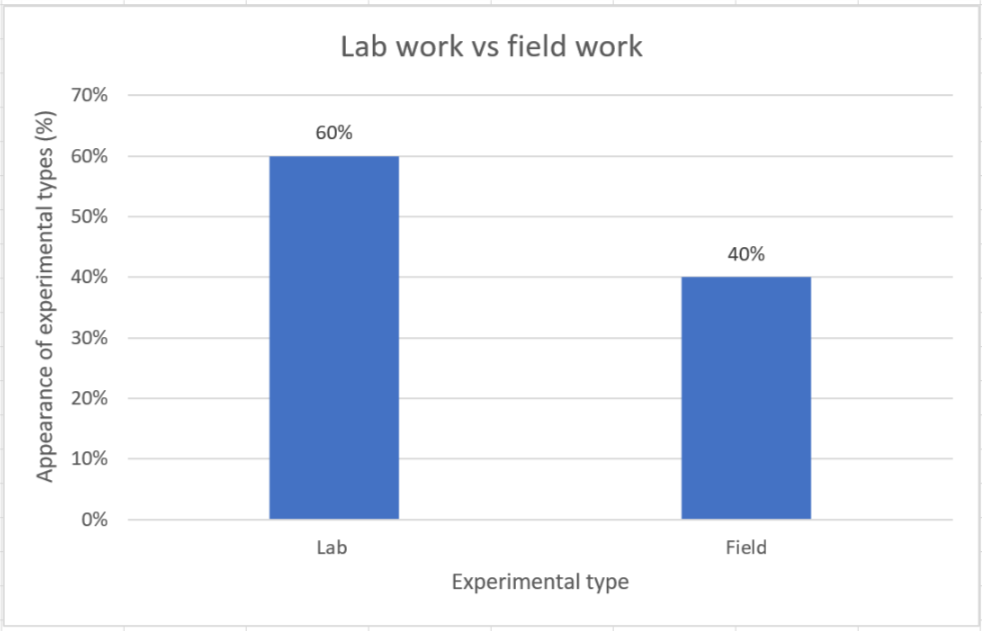 Lab work vs field work
Appearance of experimental types (%)
70%
60%
50%
40%
30%
20%
10%
0%
60%
40%
Lab
Field
Experimental type